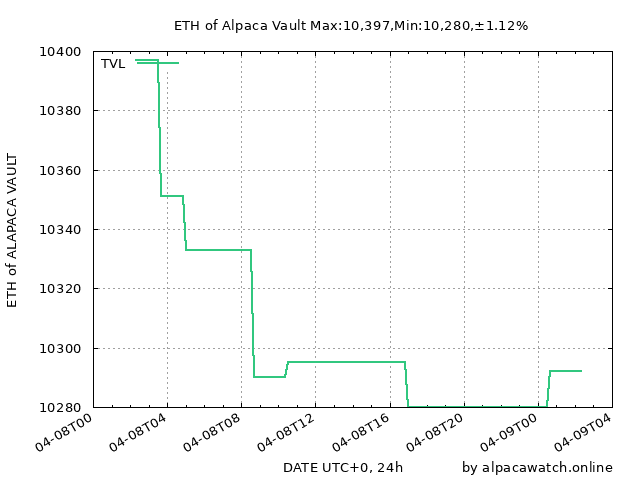 ETH of Alpaca Vault Max:10,397,Min:10,280,±1.12%
10400
TVL
10380
10360
10340
10320
10300
10280
ETH of ALAPACA VAULT
04-08T00
04-08T04
04-08T08
04-08T12
04-08T16
04-08T20
04-09T00
04-09T04
DATE UTC+0, 24h
by alpacawatch.online